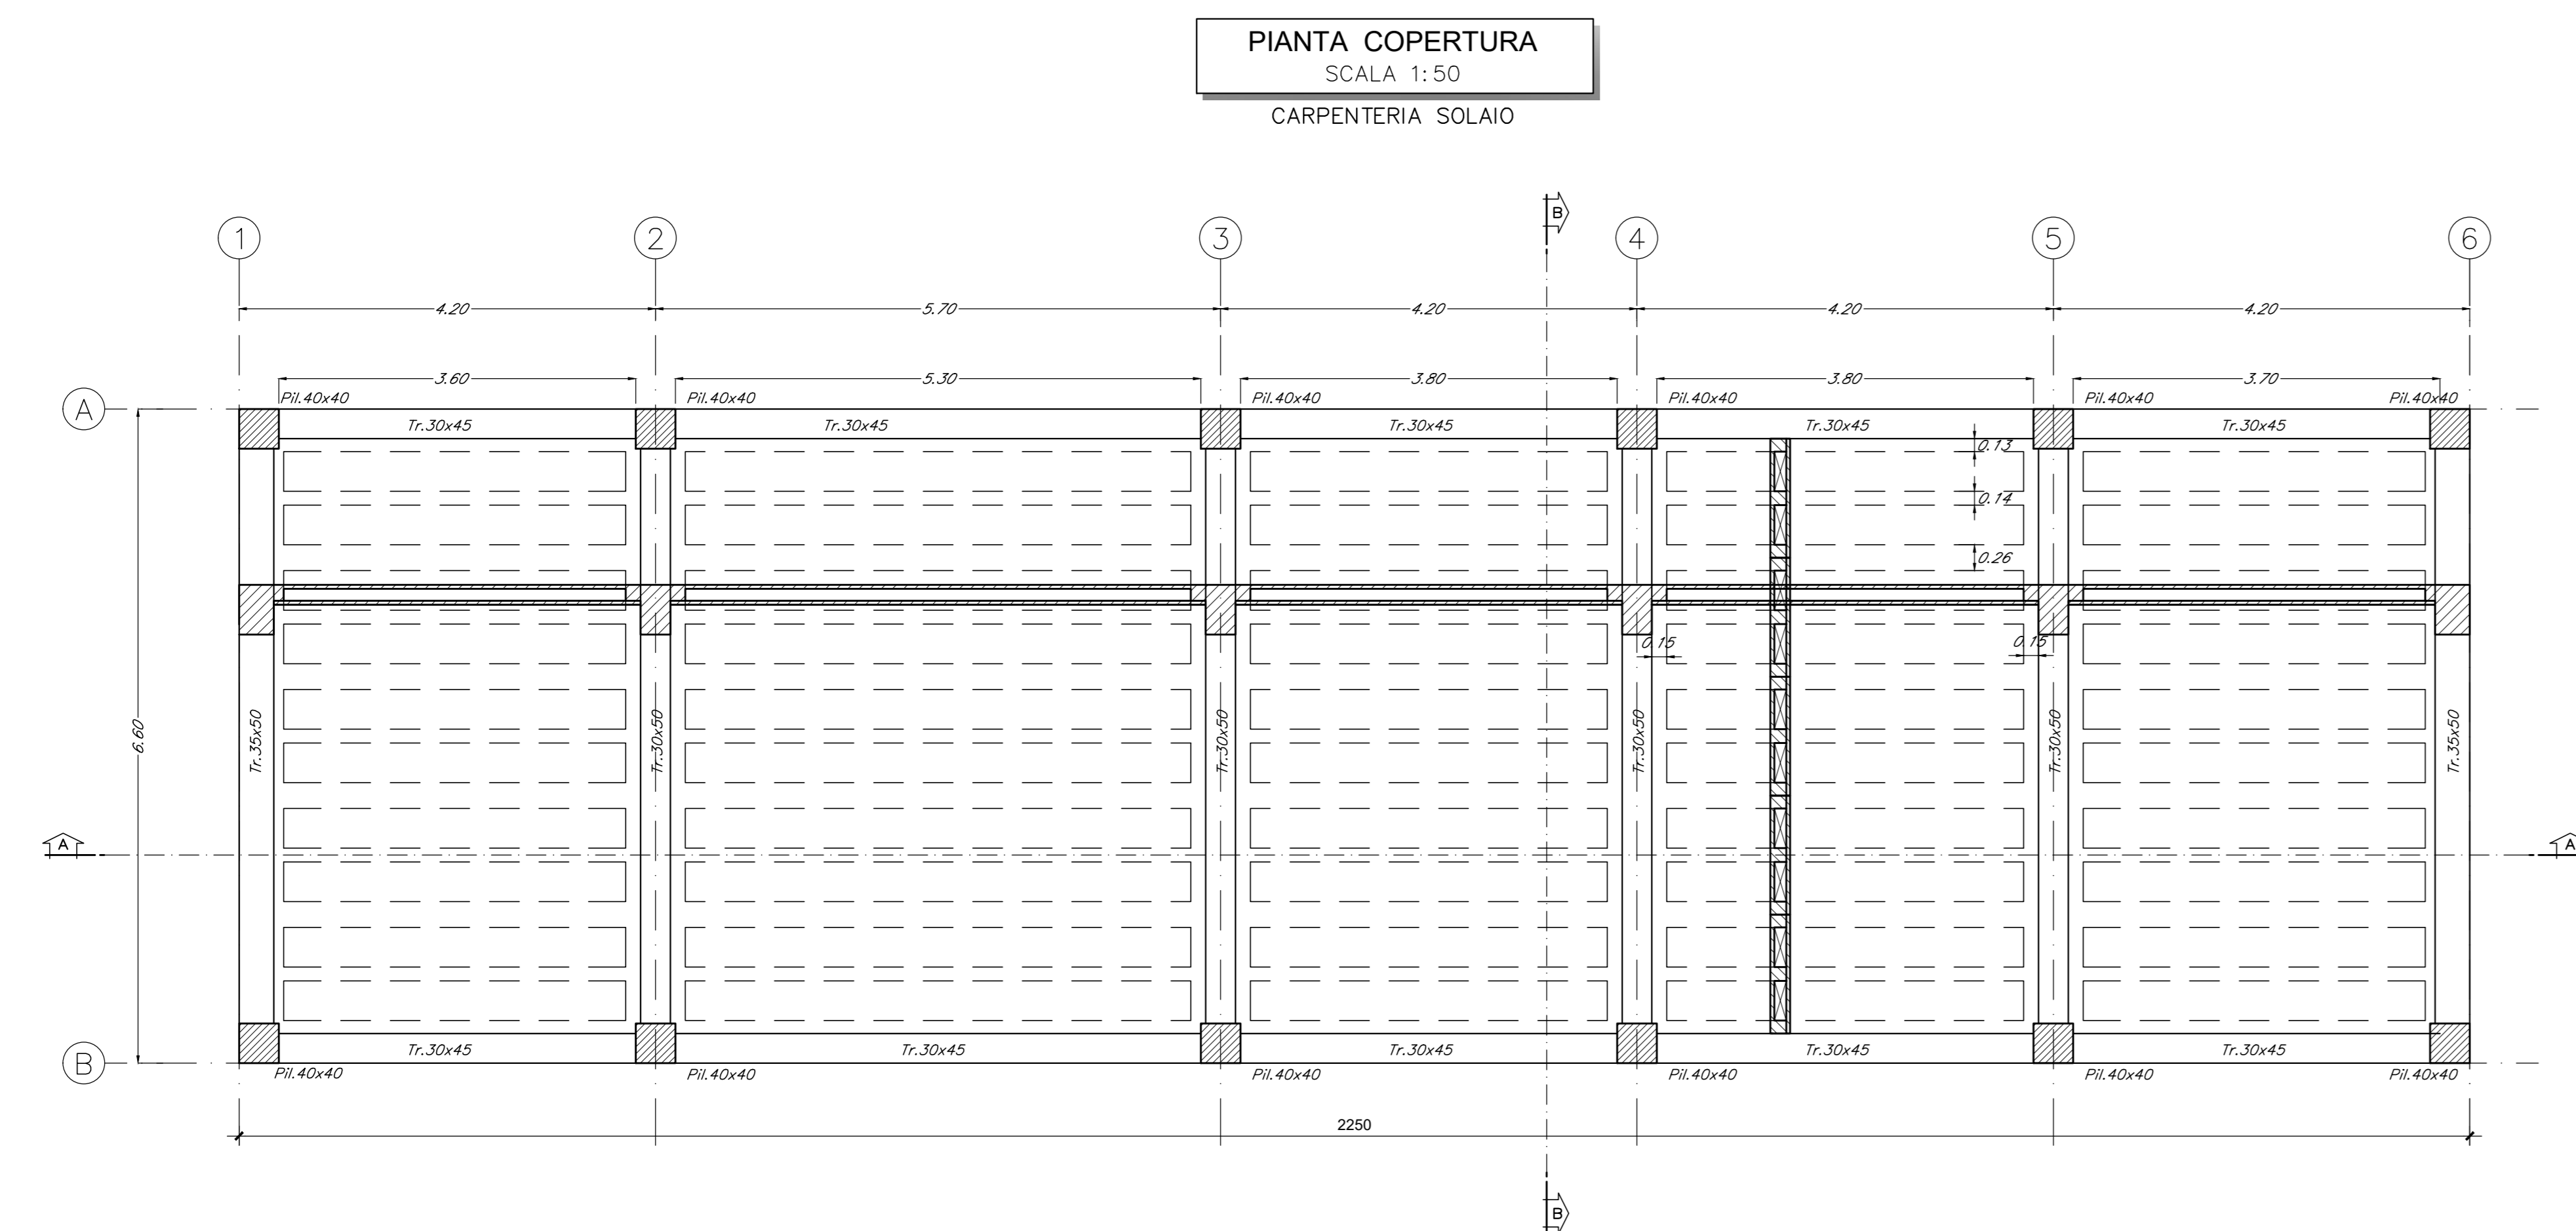 PIANTA COPERTURA
SCALA 1:50
CARPENTERIA SOLAIO
B
1 2 3 4 5 6
4.20 5.70 4.20 4.20 4.20
3.60 5.30 3.80 3.80 3.70
Pil.40x40 Pil.40x40 Pil.40x40 Pil.40x40 Pil.40x40 Pil.40x40
A
Tr.30x45 Tr.30x45 Tr.30x45 Tr.30x45 Tr.30x45
0.13
0.14
0.26
0.15 0.15
6.60
Tr.35x50 Tr.30x50 Tr.30x50 Tr.30x50 Tr.30x50 Tr.35x50
A A
Tr.30x45 Tr.30x45 Tr.30x45 Tr.30x45 Tr.30x45
B
Pil.40x40 Pil.40x40 Pil.40x40 Pil.40x40 Pil.40x40 Pil.40x40
2250
B